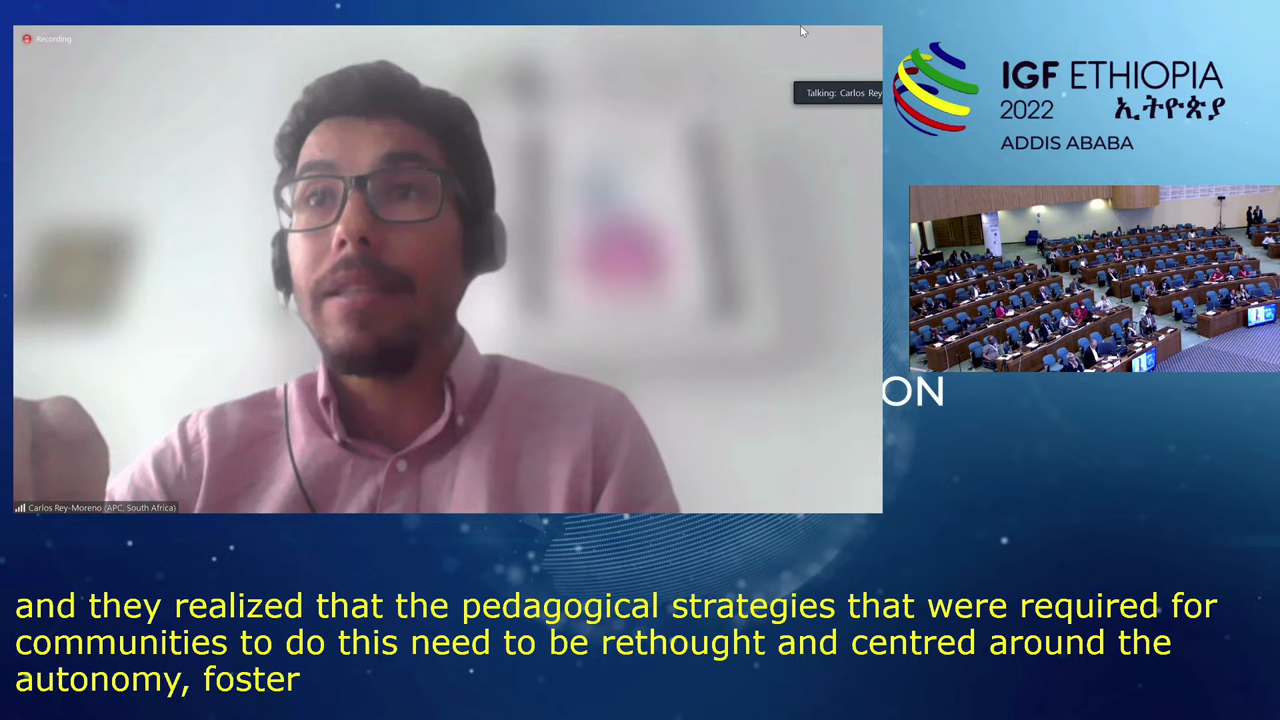 Recording
Talking: Carlos Rey
IGF ETHIOPIA
2022 ኢትዮጵያ
ADDIS ABABA
ON
Carlos Rey-Moreno (APC, South Africa)
and they realized that the pedagogical strategies that were required for
communities to do this need to be rethought and centred around the
autonomy, foster